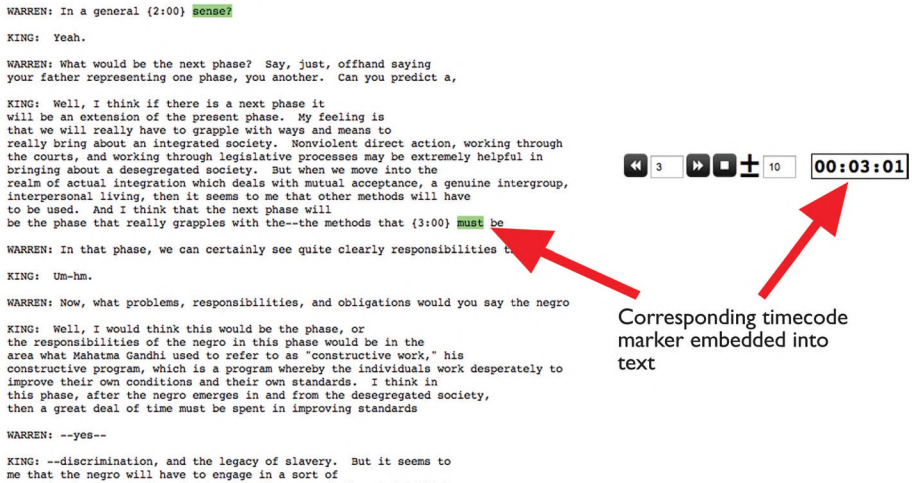 WARREN: In a general {2:00} sense?
KING: Yeah.
WARREN: What would be the next phase? Say, just, offhand saying
your father representing one phase, you another. Can you predict a,
KING: Well, I think if there is a next phase it
will be an extension of the present phase. My feeling is
that we will really have to grapple with ways and means to
really bring about an integrated society. Nonviolent direct action, working through
the courts, and working through legislative processes may be extremely helpful in
bringing about a desegregated society. But when we move into the
realm of actual integration which deals with mutual acceptance, a genuine intergroup,
interpersonal living, then it seems to me that other methods will have
to be used. And I think that the next phase will
be the phase that really grapples with the--the methods that {3:00} must be
WARREN: In that phase, we can certainly see quite clearly responsibilities
KING: Um-hm.
WARREN: Now, what problems, responsibilities, and obligations would you say the negro
KING: Well, I would think this would be the phase, or
the responsibilities of the negro in this phase would be in the
area what Mahatma Gandhi used to refer to as "constructive work," his
constructive program, which is a program whereby the individuals work desperately to
improve their own conditions and their own standards. I think in
this phase, after the negro emerges in and from the desegregated society,
then a great deal of time must be spent in improving standards
WARREN: --yes--
KING: --discrimination, and the legacy of slavery. But it seems to
me that the negro will have to engage in a sort of
3 ± 10 00:03:01
Corresponding timecode
marker embedded into
text